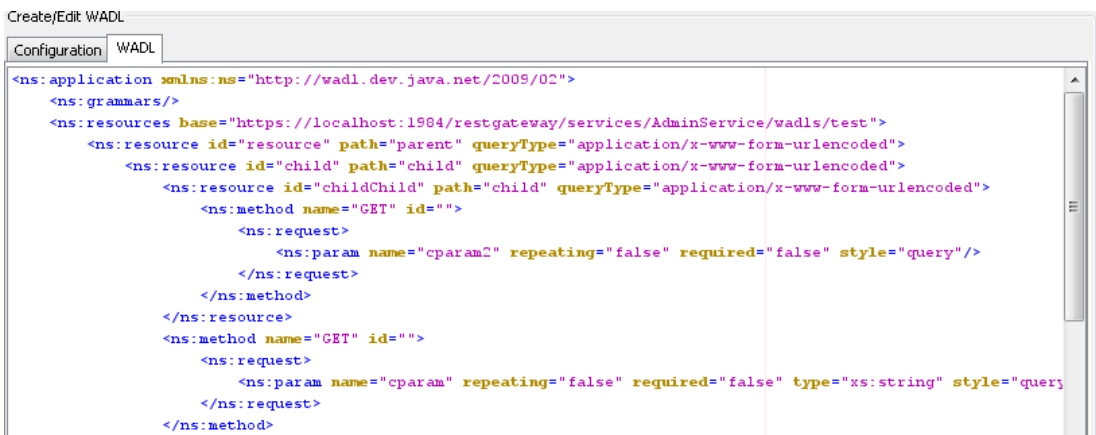 Create/Edit WADL
Configuration WADL
<ns:application xmlns:ns="http://wadl.dev.java.net/2009/02">
<ns:grammars/>
<ns:resources base="https://localhost:1984/restgateway/services/AdminService/wadls/test">
<ns:resource id="resource" path="parent" queryType="application/x-www-form-urlencoded">
<ns:resource id="child" path="child" queryType="application/x-www-form-urlencoded">
<ns:resource id="childChild" path="child" queryType="application/x-www-form-urlencoded">
<ns:method name="GET" id="">
<ns:request>
<ns:param name="cparam2" repeating="false" required="false" style="query"/>
</ns:request>
</ns:method>
</ns:resource>
<ns:method name="GET" id="">
<ns:request>
<ns:param name="cparam" repeating="false" required="false" type="xs:string" style="query
</ns:request>
</ns:method>